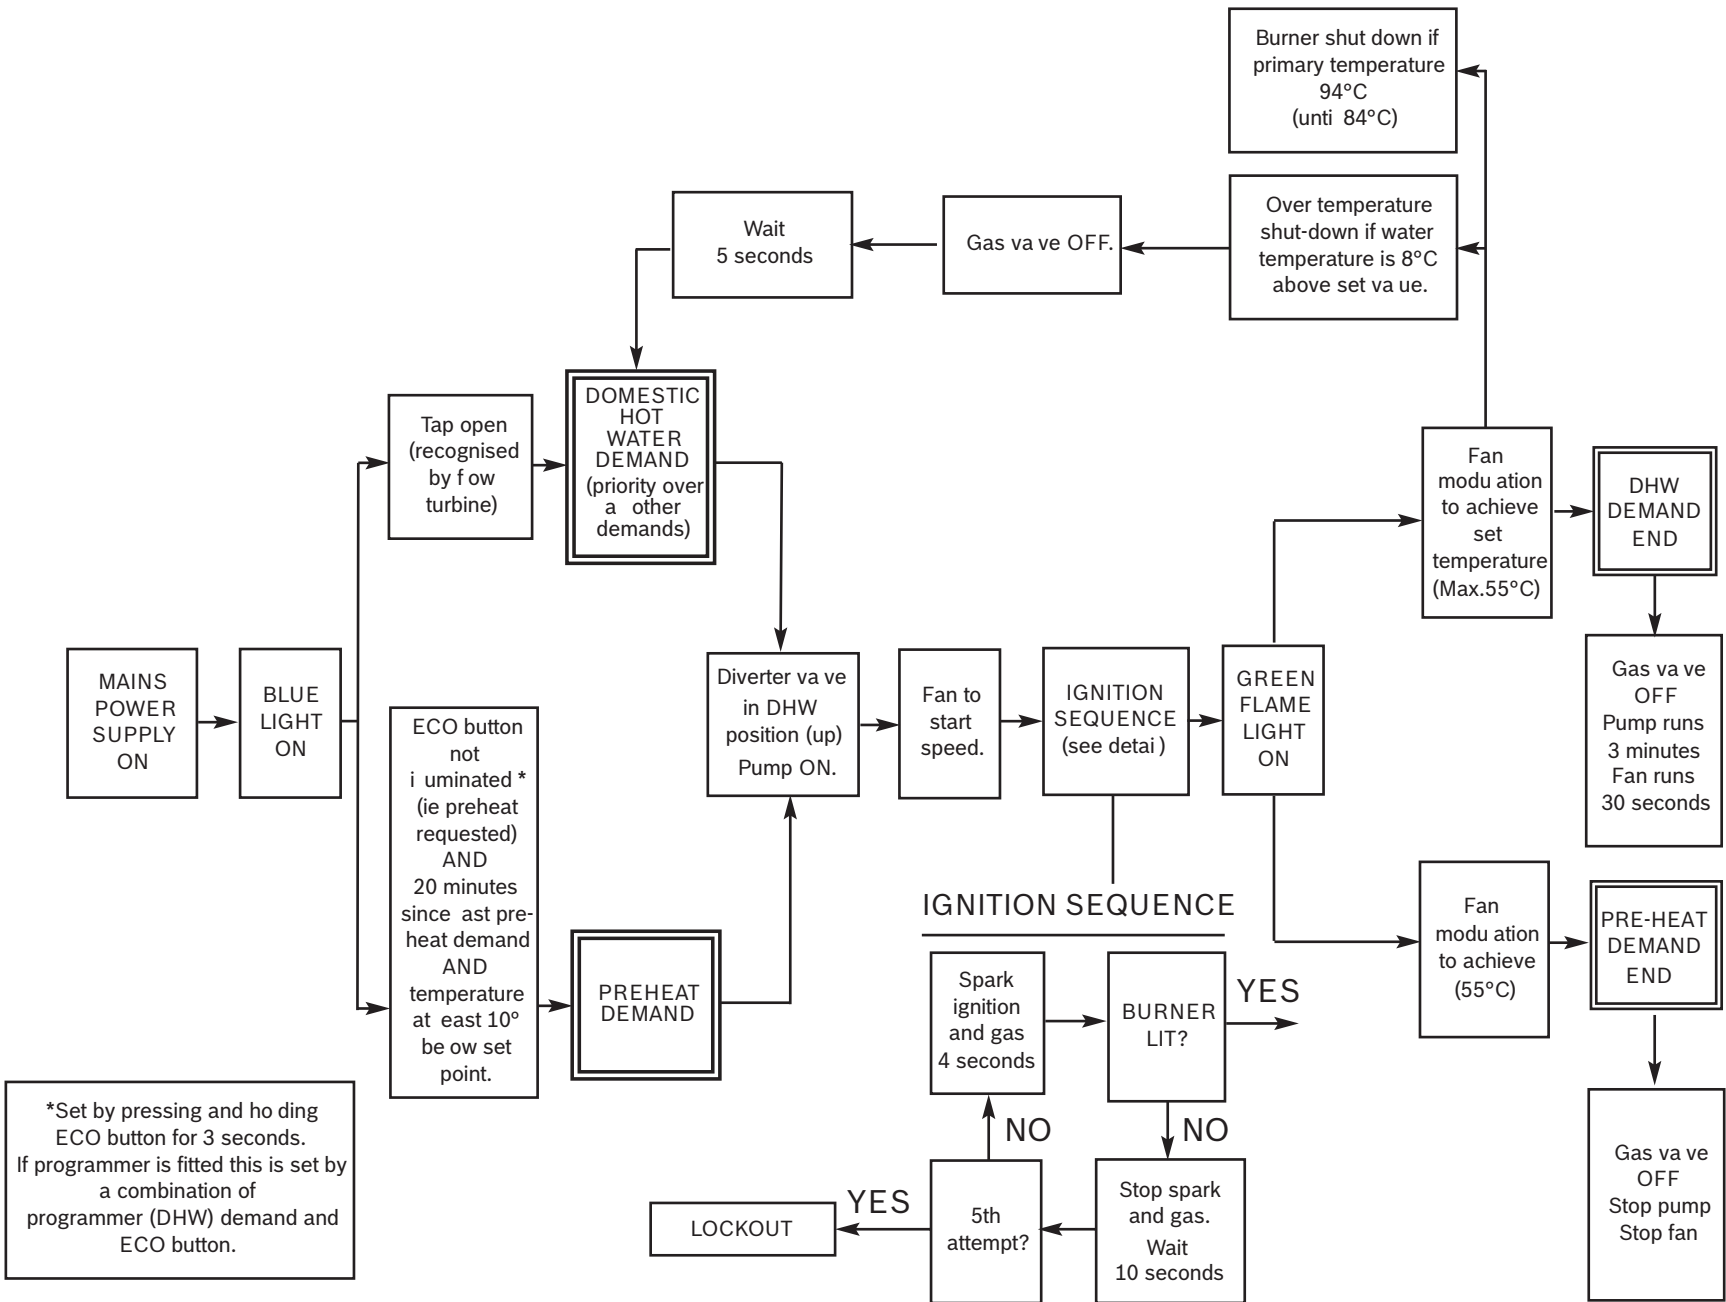 Burner shut down if
primary temperature
94°C
(unti 84°C)
Over temperature
shut-down if water
temperature is 8°C
above set va ue.
Gas va ve OFF.
Wait
5 seconds
Tap open
(recognised
by f ow
turbine)
DOMESTIC
HOT
WATER
DEMAND
(priority over
a other
demands)
Fan
modu ation
to achieve
set
temperature
(Max.55°C)
DHW
DEMAND
END
MAINS
POWER
SUPPLY
ON
BLUE
LIGHT
ON
ECO button
not
i uminated *
(ie preheat
requested)
AND
20 minutes
since ast pre-
heat demand
AND
temperature
at east 10°
be ow set
point.
PREHEAT
DEMAND
Diverter va ve
in DHW
position (up)
Pump ON.
Fan to
start
speed.
IGNITION
SEQUENCE
(see detai )
GREEN
FLAME
LIGHT
ON
Gas va ve
OFF
Pump runs
3 minutes
Fan runs
30 seconds
Fan
modu ation
to achieve
(55°C)
PRE-HEAT
DEMAND
END
Gas va ve
OFF
Stop pump
Stop fan
IGNITION SEQUENCE
Spark
ignition
and gas
4 seconds
BURNER
LIT?
YES
NO
NO
Stop spark
and gas.
Wait
10 seconds
5th
attempt?
YES
LOCKOUT
*Set by pressing and ho ding
ECO button for 3 seconds.
If programmer is fitted this is set by
a combination of
programmer (DHW) demand and
ECO button.